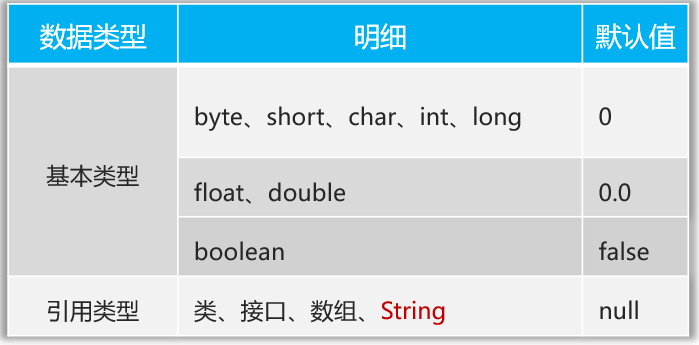 数据类型 明细 默认值
基本类型 byte、short、char、int、long 0
float、double 0.0
boolean false
引用类型 类、接口、数组、String null